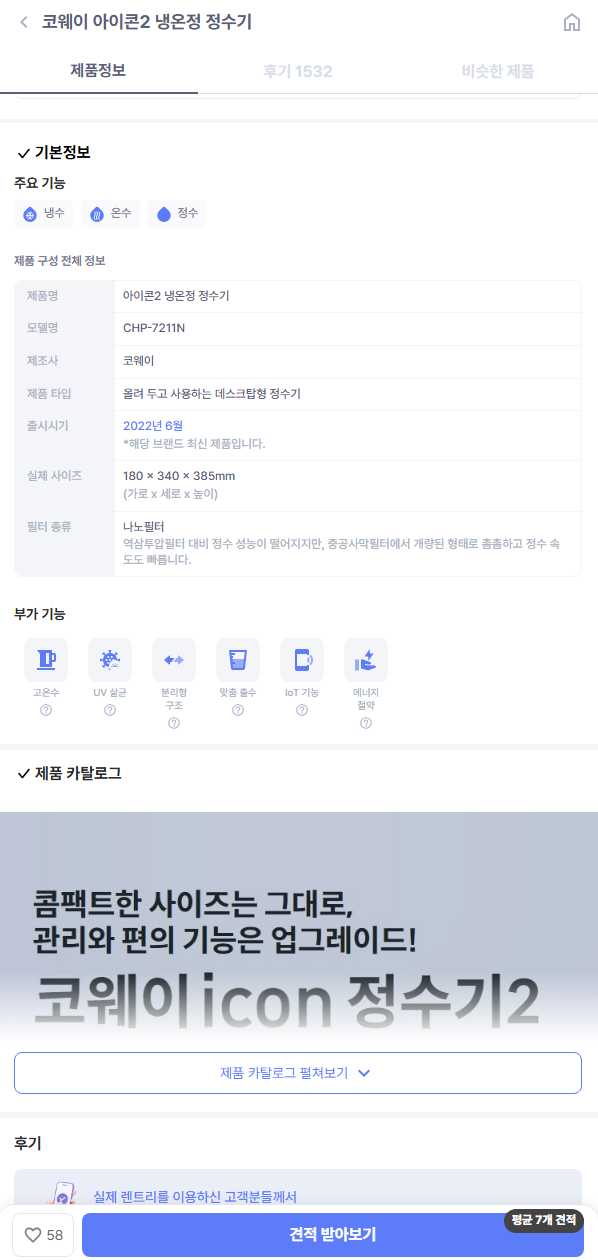 코웨이 아이콘2 냉온정 정수기
제품정보
후기 1532
비슷한 제품
기본정보
주요 기능
냉수
온수
정수
제품 구성 전체 정보
제품명
아이콘2 냉온정 정수기
모델명
CHP-7211N
제조사
코웨이
제품 타입
올려 두고 사용하는 데스크탑형 정수기
출시시기
2022년 6월
*해당 브랜드 최신 제품입니다.
실제 사이즈
180 × 340 × 385mm
(가로 x 세로 x 높이)
필터 종류
나노필터
역삼투압필터 대비 정수 성능이 떨어지지만, 중공사막필터에서 개량된 형태로 촘촘하고 정수 속
도도 빠릅니다.
부가 기능
고온수
UV 살균
분리형
구조
맞춤 출수
IoT 기능
에너지
절약
제품 카탈로그
콤팩트한 사이즈는 그대로,
관리와 편의 기능은 업그레이드!
코웨이 icon 정수기2
제품 카탈로그 펼쳐보기
후기
실제 렌트리를 이용하신 고객분들께서
58
견적 받아보기
평균 7개 견적